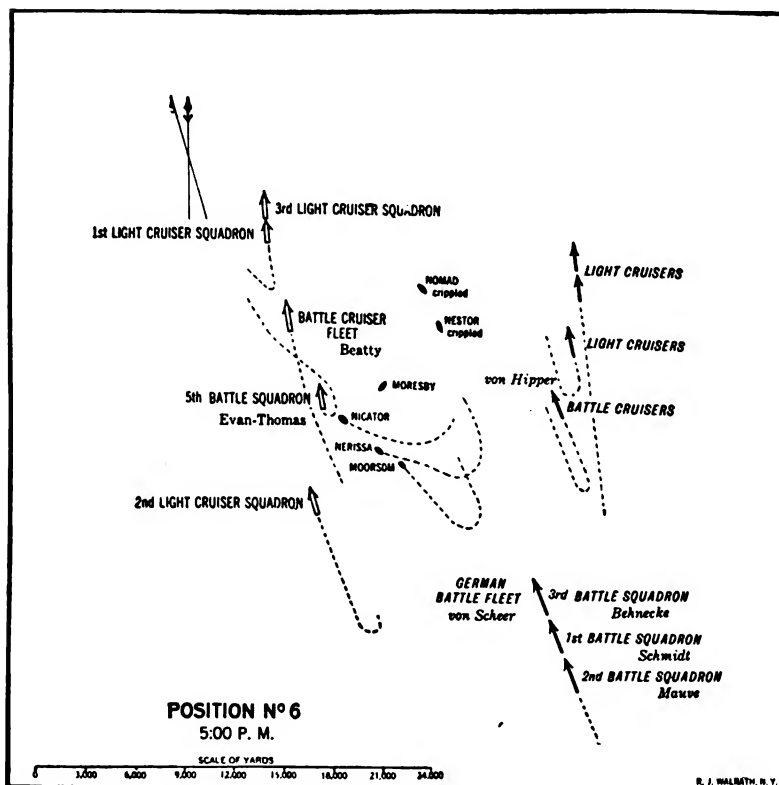 3rd LIGHT CRUISER SQUADRON
1st LIGHT CRUISER SQUADRON
NOMAD
crippled
LIGHT CRUISERS
BATTLE CRUISER
FLEET
Beatty
NESTOR
crippled
LIGHT CRUISERS
von Hipper
5th BATTLE SQUADRON
Evan-Thomas
MORESBY
BATTLE CRUISERS
NICATOR
NERISSA
MOORSOM
2nd LIGHT CRUISER SQUADRON
GERMAN
BATTLE FLEET
von Scheer
3rd BATTLE SQUADRON
Behncke
1st BATTLE SQUADRON
Schmidt
2nd BATTLE SQUADRON
Mauve
POSITION Nº 6
5:00 P. M.
SCALE OF YARDS
0 3,000 6,000 9,000 12,000 15,000 18,000 21,000 24,000
R. J. WALRATH, N. Y.